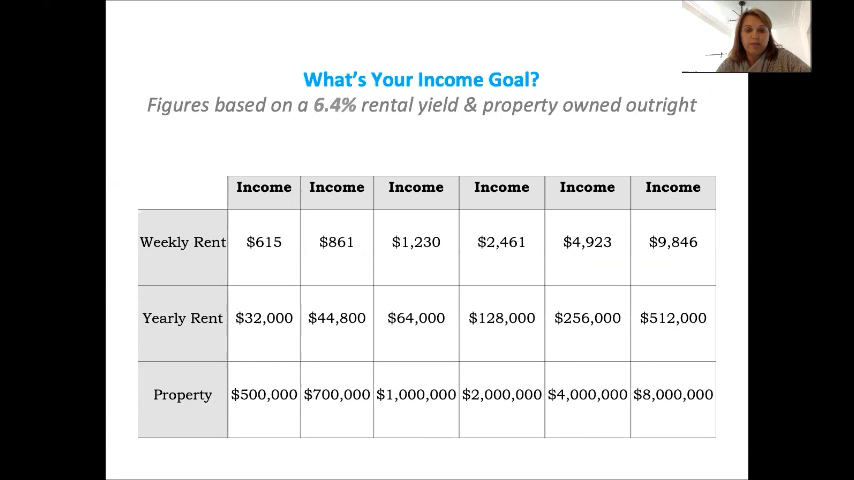 What's Your Income Goal?
Figures based on a 6.4% rental yield & property owned outright
Income Income Income Income Income Income
Weekly Rent $615 $861 $1,230 $2,461 $4,923 $9,846
Yearly Rent $32,000 $44,800 $64,000 $128,000 $256,000 $512,000
Property $500,000 $700,000 $1,000,000 $2,000,000 $4,000,000 $8,000,000